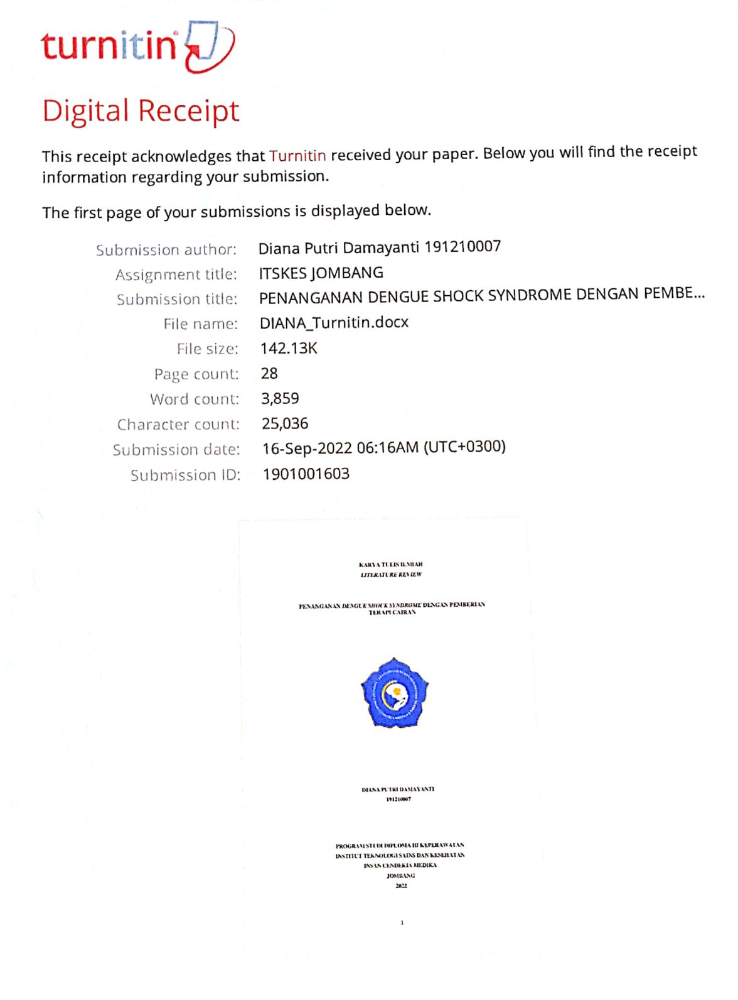 turnitin
Digital Receipt
This receipt acknowledges that Turnitin received your paper. Below you will find the receipt
information regarding your submission.
The first page of your submissions is displayed below.
Submission author: Diana Putri Damayanti 191210007
Assignment title: ITSKES JOMBANG
Submission title: PENANGANAN DENGUE SHOCK SYNDROME DENGAN PEMBE...
File name: DIANA_Turnitin.docx
File size: 142.13K
Page count: 28
Word count: 3,859
Character count: 25,036
Submission date: 16-Sep-2022 06:16AM (UTC+0300)
Submission ID: 1901001603
KARYA TULIS ILMIAH
LITERATURE REVIEW
PENANGANAN DENGUE SHOCK SYNDROME DENGAN PEMBERIAN
TERAPI CAIRAN
DIANA PUTRI DAMAYANTI
191210007
PROGRAM STUDI DIPLOMA III KEPERAWATAN
INSTITUT TEKNOLOGI SAINS DAN KESEHATAN
INSAN CENDEKIA MEDIKA
JOMBANG
2022
1